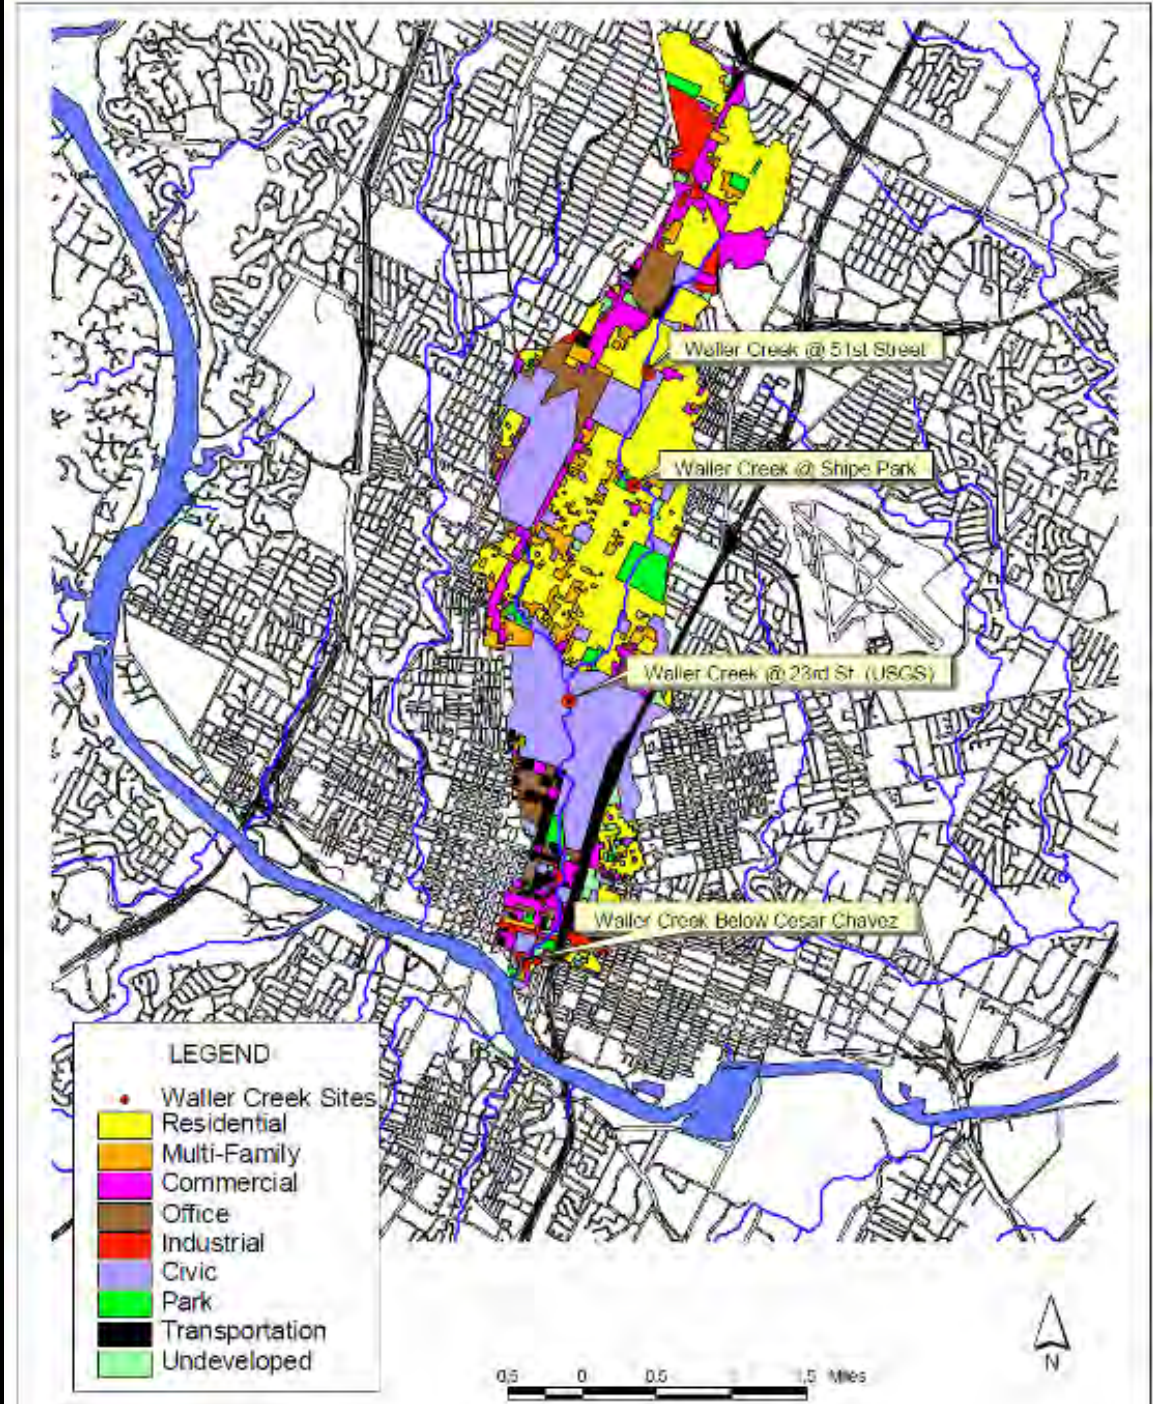 Waller Creek @ 51st Street
Waller Creek @ Shipe Park
Waller Creek @ 23rd St. (USGS)
Waller Creek Below Cesar Chavez
LEGEND
Waller Creek Sites
Residential
Multi-Family
Commercial
Office
Industrial
Civic
Park
Transportation
Undeveloped
N
0.5 0 0.5 1 1.5 Miles